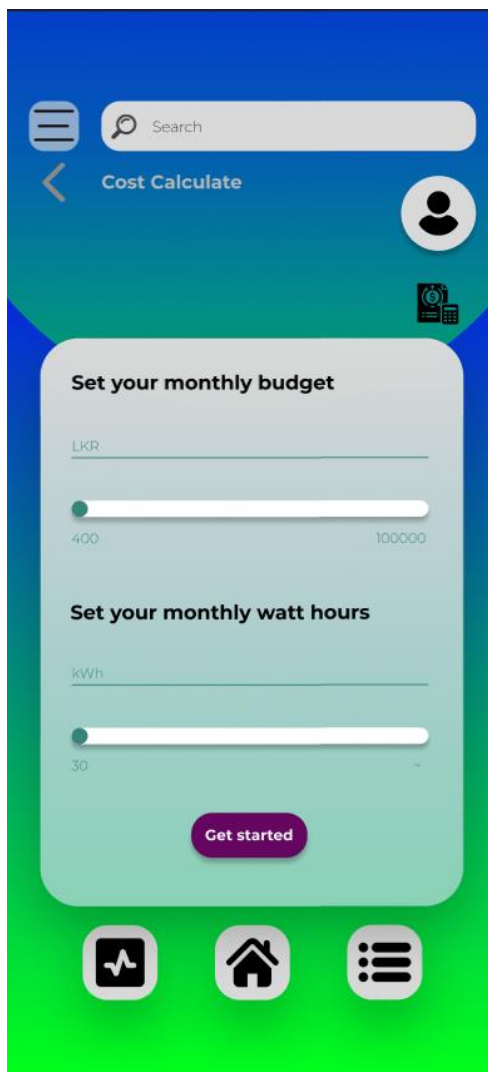 Search
Cost Calculate
Set your monthly budget
LKR
400 100000
Set your monthly watt hours
kWh
30 ~
Get started